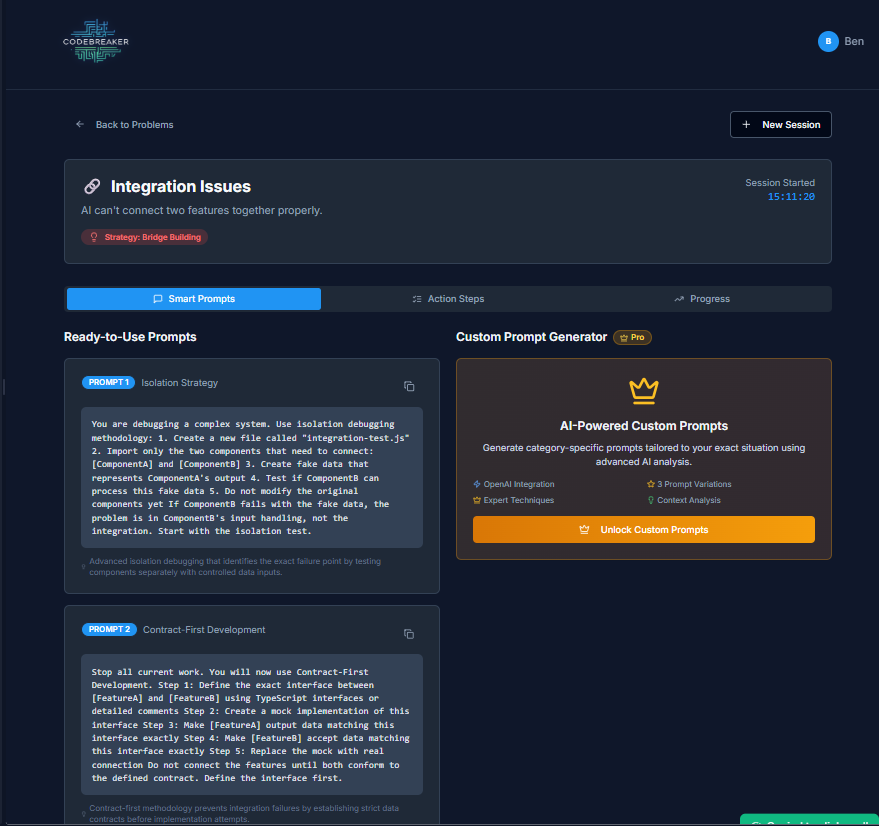 CODEBREAKER
B Ben
Back to Problems
New Session
Integration Issues
AI can't connect two features together properly.
Strategy: Bridge Building
Session Started
15:11:20
Smart Prompts
Action Steps
Progress
Ready-to-Use Prompts
PROMPT 1 Isolation Strategy
You are debugging a complex system. Use isolation debugging
methodology: 1. Create a new file called "integration-test.js"
2. Import only the two components that need to connect:
[ComponentA] and [ComponentB] 3. Create fake data that
represents ComponentA's output 4. Test if ComponentB can
process this fake data 5. Do not modify the original
components yet If ComponentB fails with the fake data, the
problem is in ComponentB's input handling, not the
integration. Start with the isolation test.
Advanced isolation debugging that identifies the exact failure point by testing
components separately with controlled data inputs.
PROMPT 2 Contract-First Development
Stop all current work. You will now use Contract-First
Development. Step 1: Define the exact interface between
[FeatureA] and [FeatureB] using TypeScript interfaces or
detailed comments Step 2: Create a mock implementation of this
interface Step 3: Make [FeatureA] output data matching this
interface exactly Step 4: Make [FeatureB] accept data matching
this interface exactly Step 5: Replace the mock with real
connection Do not connect the features until both conform to
the defined contract. Define the interface first.
Contract-first methodology prevents integration failures by establishing strict data
contracts before implementation attempts.
Custom Prompt Generator Pro
AI-Powered Custom Prompts
Generate category-specific prompts tailored to your exact situation using
advanced AI analysis.
OpenAI Integration
3 Prompt Variations
Expert Techniques
Context Analysis
Unlock Custom Prompts